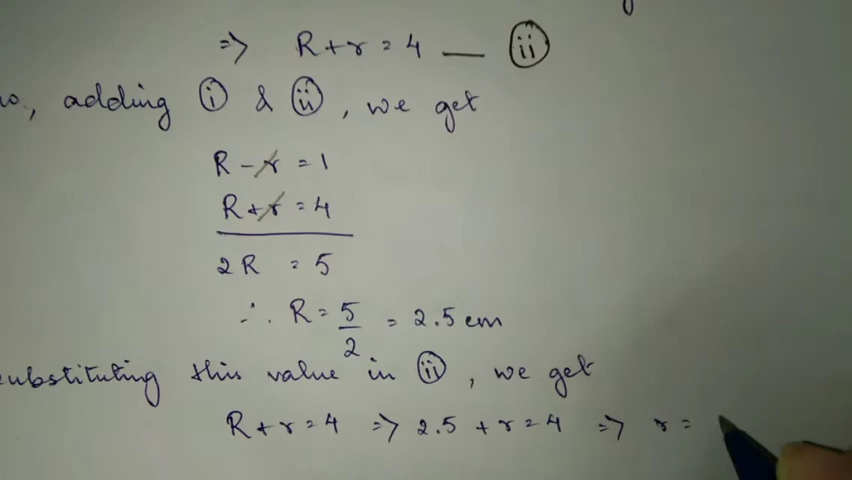 => R + r = 4 — (ii)
adding (i) & (ii), we get
R - r = 1
R + r = 4
2R = 5
∴ R = 5/2 = 2.5 cm
substituting this value in (ii), we get
R + r = 4 => 2.5 + r = 4 => r =